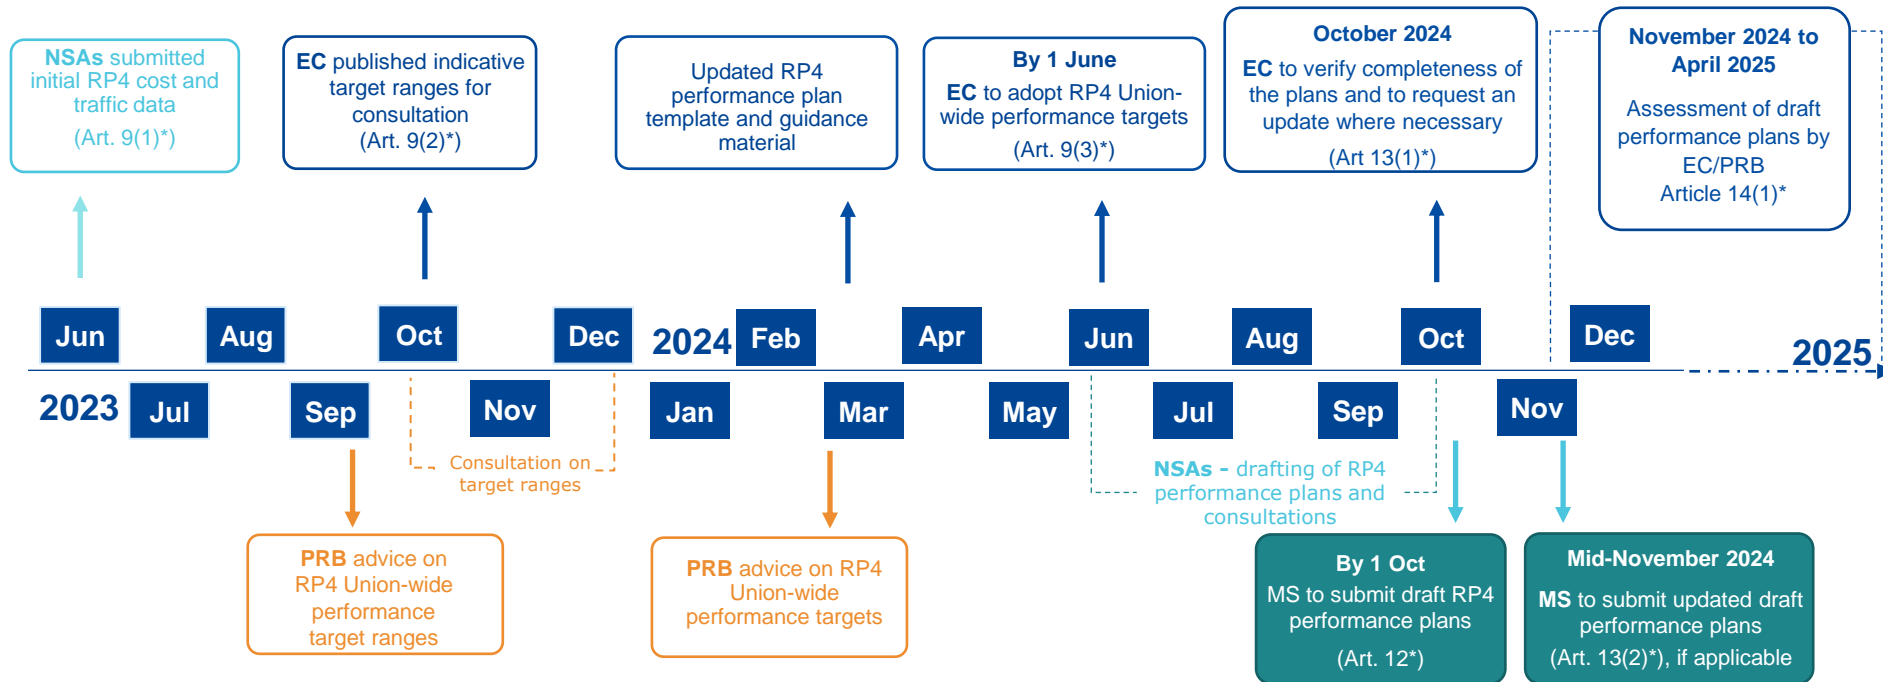 NSAs submitted
initial RP4 cost and
traffic data
(Art. 9(1)*)
EC published indicative
target ranges for
consultation
(Art. 9(2)*)
Updated RP4
performance plan
template and guidance
material
By 1 June
EC to adopt RP4 Union-
wide performance targets
(Art. 9(3)*)
October 2024
EC to verify completeness of
the plans and to request an
update where necessary
(Art 13(1)*)
November 2024 to
April 2025
Assessment of draft
performance plans by
EC/PRB
Article 14(1)*
Jun
Aug
Oct
Dec
2024
Feb
Apr
Jun
Aug
Oct
Dec
2025
2023
Jul
Sep
Nov
Jan
Mar
May
Jul
Sep
Nov
Consultation on
target ranges
NSAs - drafting of RP4
performance plans and
consultations
PRB advice on
RP4 Union-wide
performance
target ranges
PRB advice on RP4
Union-wide
performance targets
By 1 Oct
MS to submit draft RP4
performance plans
(Art. 12*)
Mid-November 2024
MS to submit updated draft
performance plans
(Art. 13(2)*), if applicable